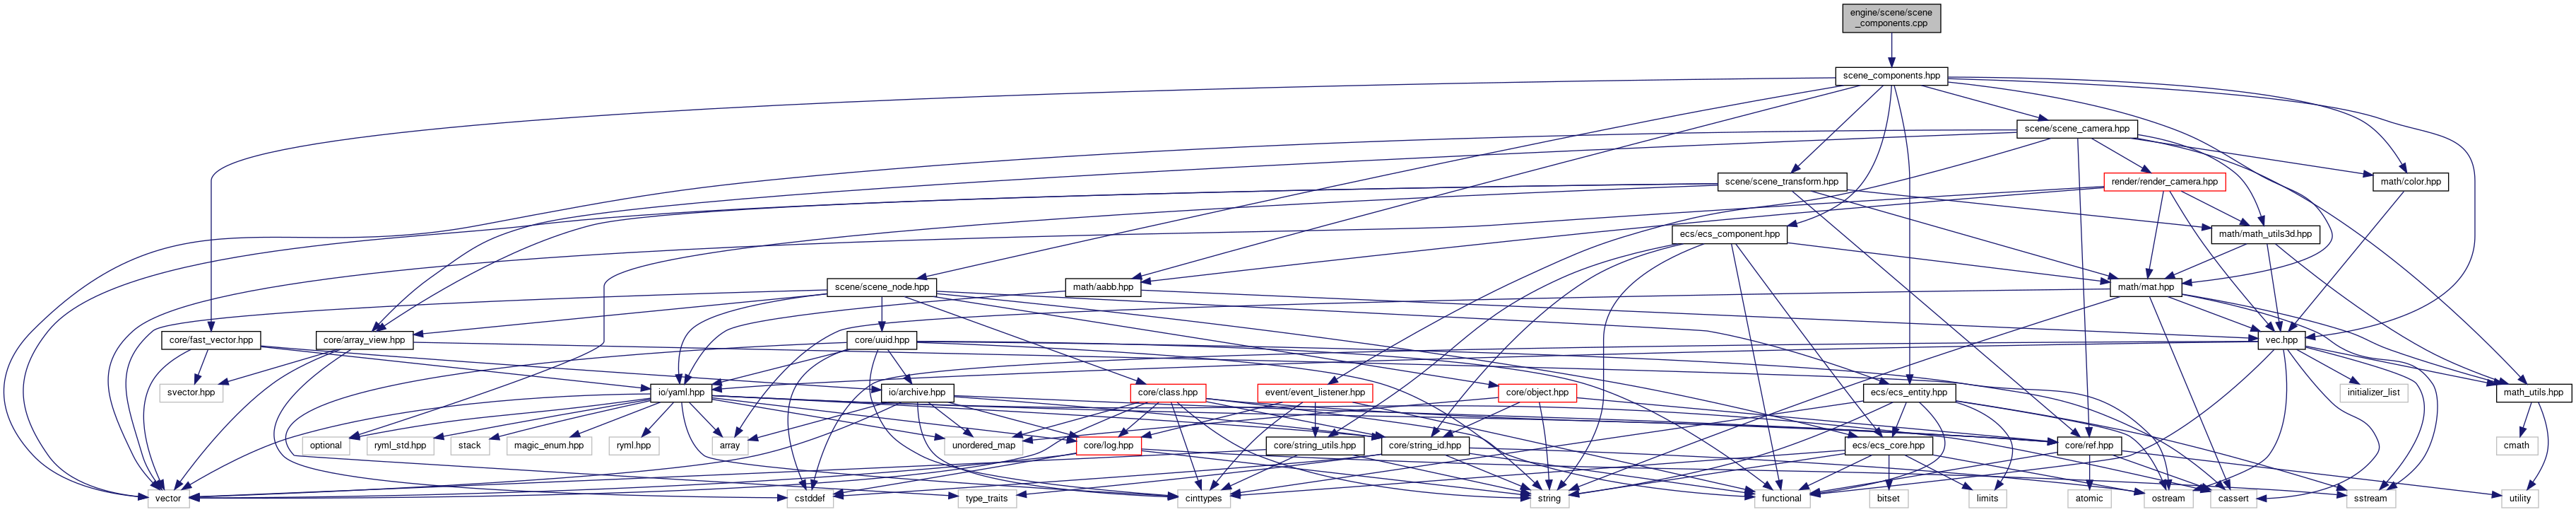 engine/scene/scene
_components.cpp
scene_components.hpp
scene/scene_camera.hpp
scene/scene_transform.hpp
render/render_camera.hpp
math/color.hpp
ecs/ecs_component.hpp
math/math_utils3d.hpp
scene/scene_node.hpp
math/aabb.hpp
math/mat.hpp
core/fast_vector.hpp
core/array_view.hpp
core/uuid.hpp
vec.hpp
svector.hpp
io/yaml.hpp
io/archive.hpp
core/class.hpp
event/event_listener.hpp
core/object.hpp
ecs/ecs_entity.hpp
initializer_list
math_utils.hpp
optional
ryml_std.hpp
stack
magic_enum.hpp
ryml.hpp
array
unordered_map
core/log.hpp
core/string_utils.hpp
core/string_id.hpp
ecs/ecs_core.hpp
core/ref.hpp
cmath
vector
cstddef
type_traits
cinttypes
string
functional
bitset
limits
atomic
ostream
cassert
sstream
utility